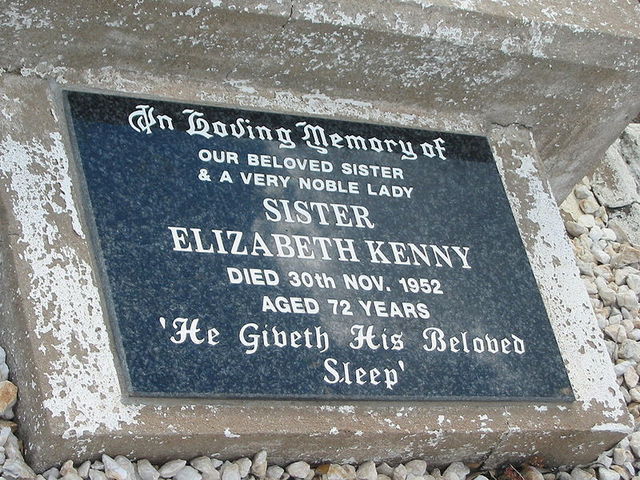 In Loving Memory of
OUR BELOVED SISTER
& A VERY NOBLE LADY
SISTER
ELIZABETH KENNY
DIED 30th NOV. 1952
AGED 72 YEARS
'He Giveth His Beloved
Sleep'